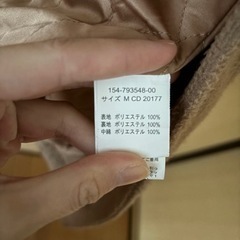 154-793548-00
サイズ M CD 20177
表地 ポリエステル 100%
裏地 ポリエステル 100%
中綿 ポリエステル 100%